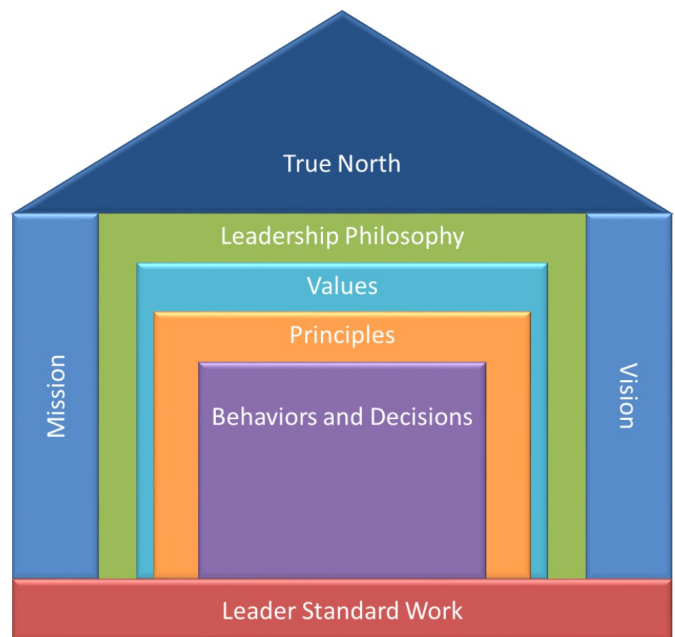 True North
Leadership Philosophy
Values
Principles
Mission
Behaviors and Decisions
Vision
Leader Standard Work